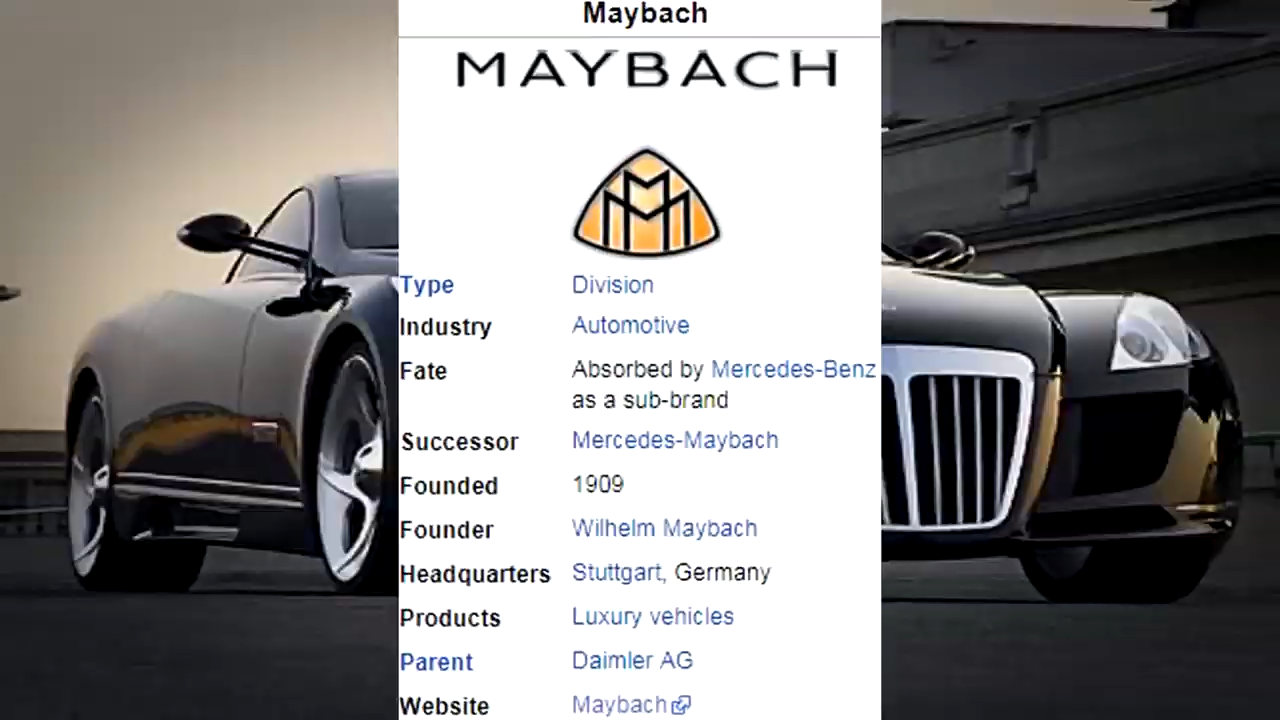 Maybach
MAYBACH
Type Division
Industry Automotive
Fate Absorbed by Mercedes-Benz
as a sub-brand
Successor Mercedes-Maybach
Founded 1909
Founder Wilhelm Maybach
Headquarters Stuttgart, Germany
Products Luxury vehicles
Parent Daimler AG
Website Maybach